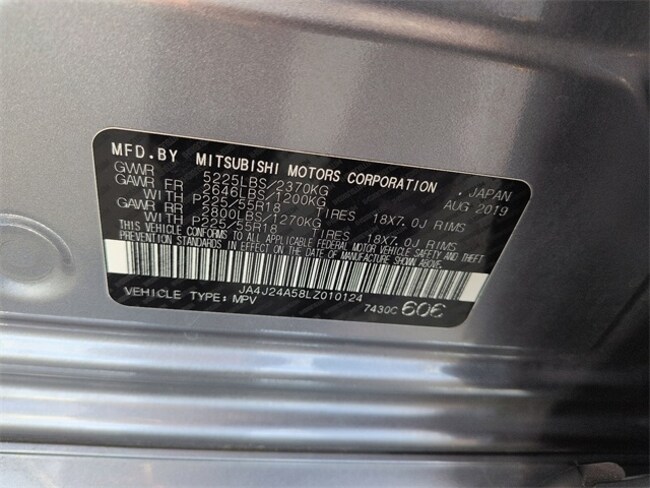 MFD.BY MITSUBISHI MOTORS CORPORATION . JAPAN
GVWR 5225LBS/2370KG AUG 2019
GAWR FR 2646LBS/1200KG
WITH P225/55R18 TIRES 18X7.0J RIMS
GAWR RR 2800LBS/1270KG
WITH P225/55R18 TIRES 18X7.0J RIMS
THIS VEHICLE CONFORMS TO ALL APPLICABLE FEDERAL MOTOR VEHICLE SAFETY AND THEFT
PREVENTION STANDARDS IN EFFECT ON THE DATE OF MANUFACTURE SHOWN ABOVE.
JA4J24A58LZ010124
VEHICLE TYPE: MPV 7430C 606